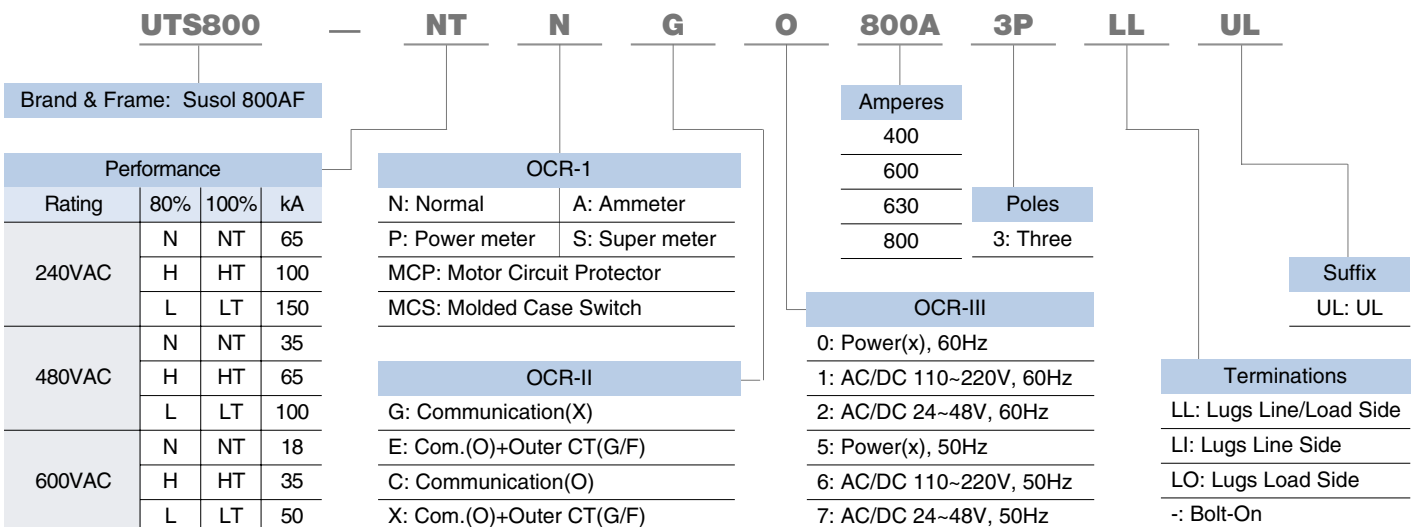 UTS800 — NT N G O 800A 3P LL UL
Brand & Frame: Susol 800AF
Performance
Rating 80% 100% kA
240VAC
N NT 65
H HT 100
L LT 150
480VAC
N NT 35
H HT 65
L LT 100
600VAC
N NT 18
H HT 35
L LT 50
OCR-1
N: Normal A: Ammeter
P: Power meter S: Super meter
MCP: Motor Circuit Protector
MCS: Molded Case Switch
OCR-II
G: Communication(X)
E: Com.(O)+Outer CT(G/F)
C: Communication(O)
X: Com.(O)+Outer CT(G/F)
Amperes
400
600
630
800
Poles
3: Three
OCR-III
0: Power(x), 60Hz
1: AC/DC 110~220V, 60Hz
2: AC/DC 24~48V, 60Hz
5: Power(x), 50Hz
6: AC/DC 110~220V, 50Hz
7: AC/DC 24~48V, 50Hz
Suffix
UL: UL
Terminations
LL: Lugs Line/Load Side
LI: Lugs Line Side
LO: Lugs Load Side
-: Bolt-On